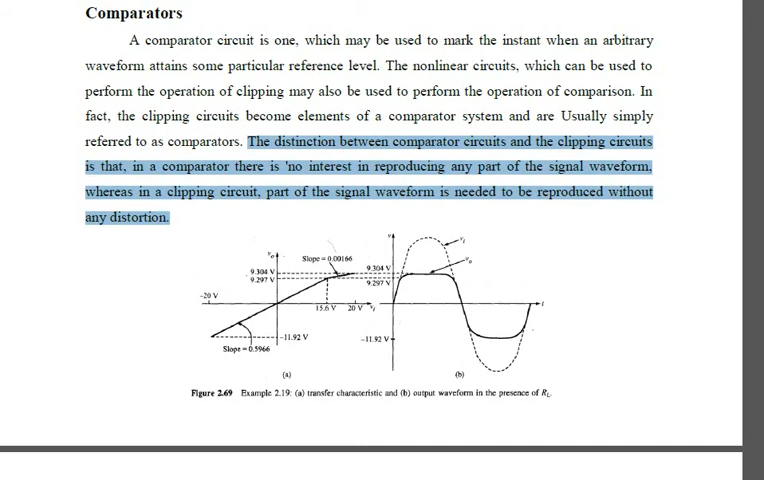 Comparators
A comparator circuit is one, which may be used to mark the instant when an arbitrary
waveform attains some particular reference level. The nonlinear circuits, which can be used to
perform the operation of clipping may also be used to perform the operation of comparison. In
fact, the clipping circuits become elements of a comparator system and are Usually simply
referred to as comparators. The distinction between comparator circuits and the clipping circuits
is that, in a comparator there is 'no interest in reproducing any part of the signal waveform,
whereas in a clipping circuit, part of the signal waveform is needed to be reproduced without
any distortion.
vo
Slope = 0.00166
9.304 V
9.297 V
-20 V
15.6 V
20 V
vi
-11.92 V
Slope = 0.5966
(a)
v
vi
vo
9.304 V
9.297 V
t
-11.92 V
(b)
Figure 2.69 Example 2.19: (a) transfer characteristic and (b) output waveform in the presence of RL.